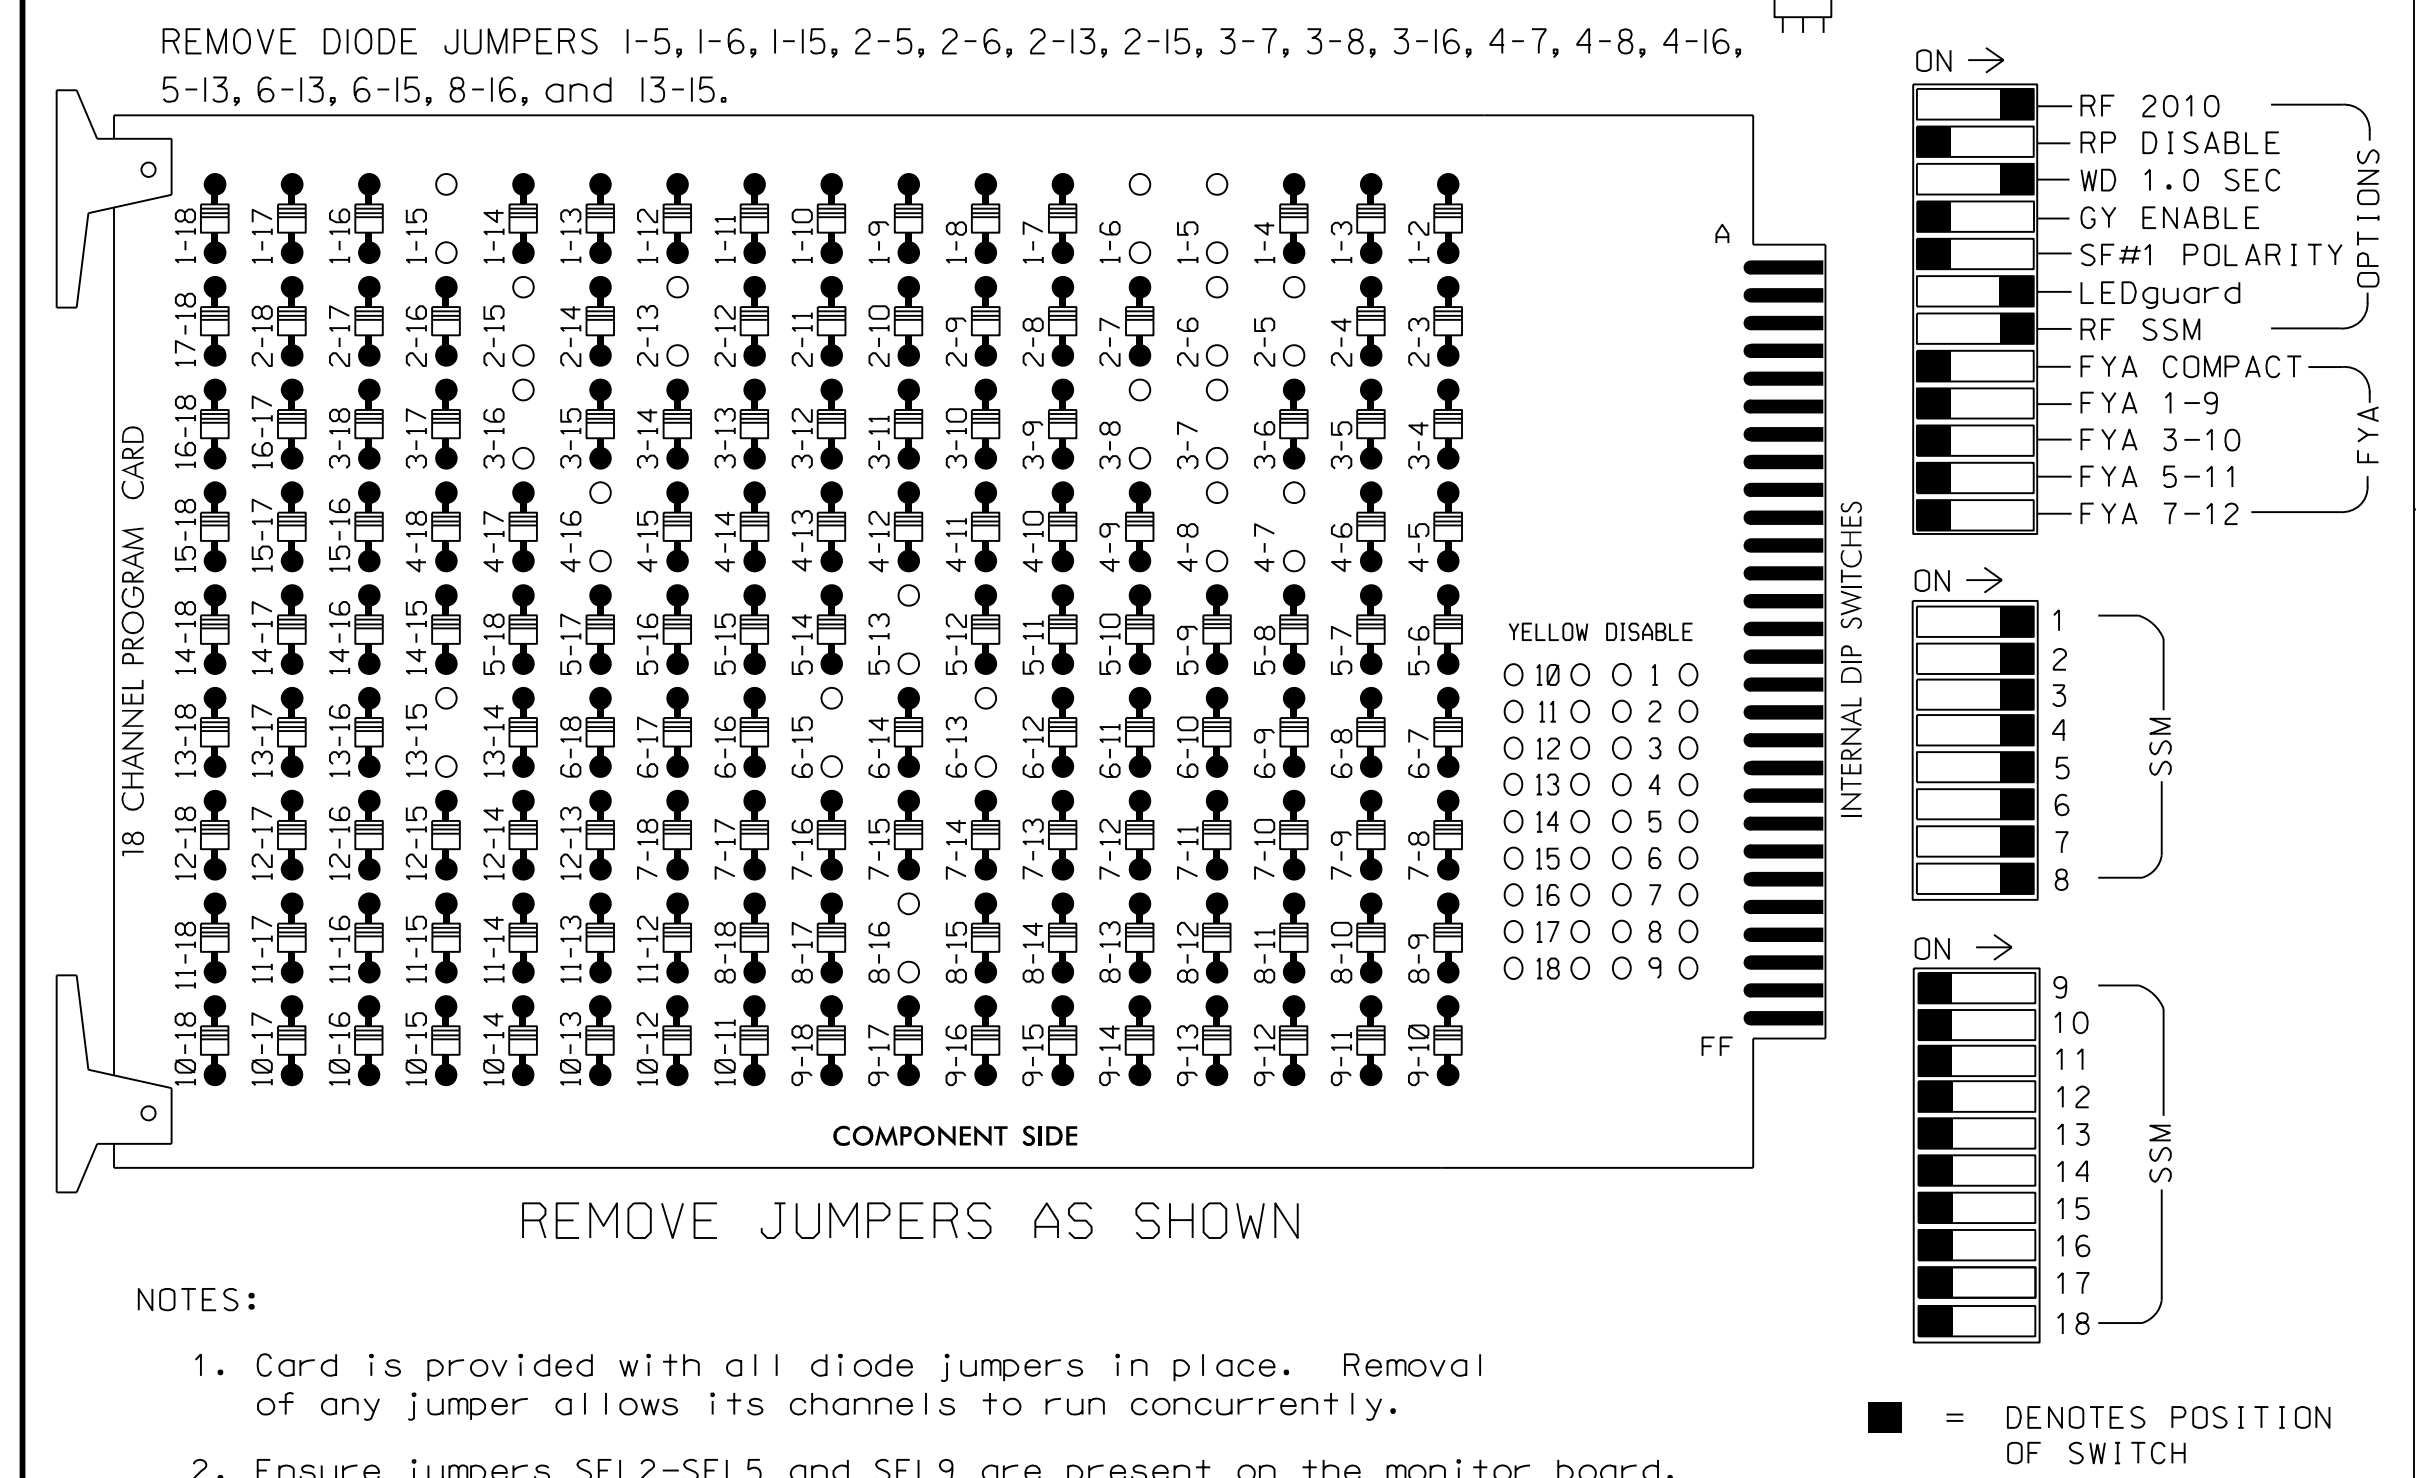 REMOVE DIODE JUMPERS 1-5, 1-6, 1-15, 2-5, 2-6, 2-13, 2-15, 3-7, 3-8, 3-16, 4-7, 4-8, 4-16,
5-13, 6-13, 6-15, 8-16, and 13-15.
18 CHANNEL PROGRAM CARD
1-18 1-17 1-16 1-15 1-14 1-13 1-12 1-11 1-10 1-9 1-8 1-7 1-6 1-5 1-4 1-3 1-2
17-18 2-18 2-17 2-16 2-15 2-14 2-13 2-12 2-11 2-10 2-9 2-8 2-7 2-6 2-5 2-4 2-3
16-18 16-17 3-18 3-17 3-16 3-15 3-14 3-13 3-12 3-11 3-10 3-9 3-8 3-7 3-6 3-5 3-4
15-18 15-17 15-16 4-18 4-17 4-16 4-15 4-14 4-13 4-12 4-11 4-10 4-9 4-8 4-7 4-6 4-5
14-18 14-17 14-16 14-15 5-18 5-17 5-16 5-15 5-14 5-13 5-12 5-11 5-10 5-9 5-8 5-7 5-6
13-18 13-17 13-16 13-15 13-14 6-18 6-17 6-16 6-15 6-14 6-13 6-12 6-11 6-10 6-9 6-8 6-7
12-18 12-17 12-16 12-15 12-14 12-13 7-18 7-17 7-16 7-15 7-14 7-13 7-12 7-11 7-10 7-9 7-8
11-18 11-17 11-16 11-15 11-14 11-13 11-12 8-18 8-17 8-16 8-15 8-14 8-13 8-12 8-11 8-10 8-9
10-18 10-17 10-16 10-15 10-14 10-13 10-12 10-11 9-18 9-17 9-16 9-15 9-14 9-13 9-12 9-11 9-10
A
YELLOW DISABLE
10 1
11 2
12 3
13 4
14 5
15 6
16 7
17 8
18 9
FF
COMPONENT SIDE
INTERNAL DIP SWITCHES
ON →
RF 2010
RP DISABLE
WD 1.0 SEC
GY ENABLE
SF#1 POLARITY
LEDguard
RF SSM
OPTIONS
FYA COMPACT
FYA 1-9
FYA 3-10
FYA 5-11
FYA 7-12
FYA
ON →
1
2
3
4
5
6
7
8
SSM
ON →
9
10
11
12
13
14
15
16
17
18
SSM
REMOVE JUMPERS AS SHOWN
NOTES:
1. Card is provided with all diode jumpers in place. Removal
of any jumper allows its channels to run concurrently.
2. Ensure jumpers SEL2-SEL5 and SEL9 are present on the monitor board.
= DENOTES POSITION
OF SWITCH